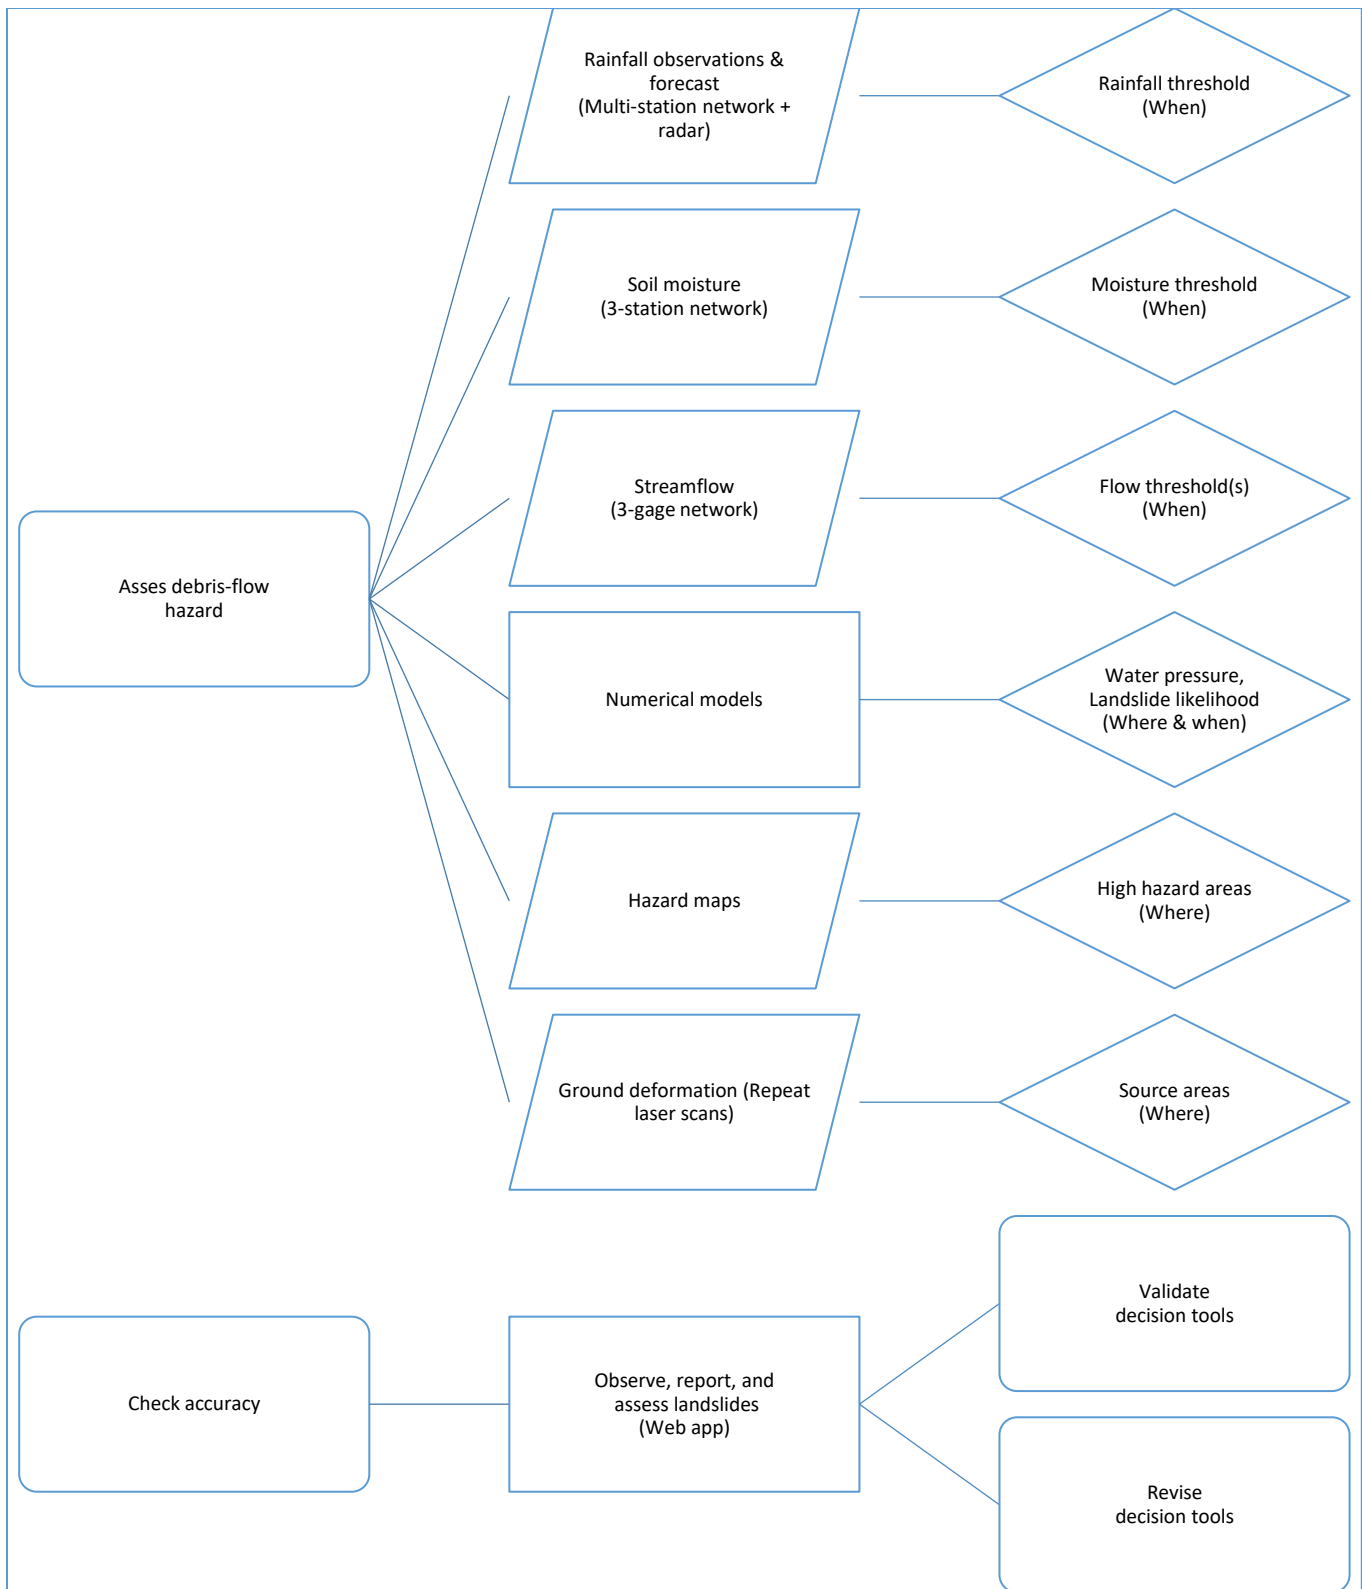 Rainfall observations &
forecast
(Multi-station network +
radar)
Rainfall threshold
(When)
Soil moisture
(3-station network)
Moisture threshold
(When)
Streamflow
(3-gage network)
Flow threshold(s)
(When)
Asses debris-flow
hazard
Numerical models
Water pressure,
Landslide likelihood
(Where & when)
Hazard maps
High hazard areas
(Where)
Ground deformation (Repeat
laser scans)
Source areas
(Where)
Check accuracy
Observe, report, and
assess landslides
(Web app)
Validate
decision tools
Revise
decision tools